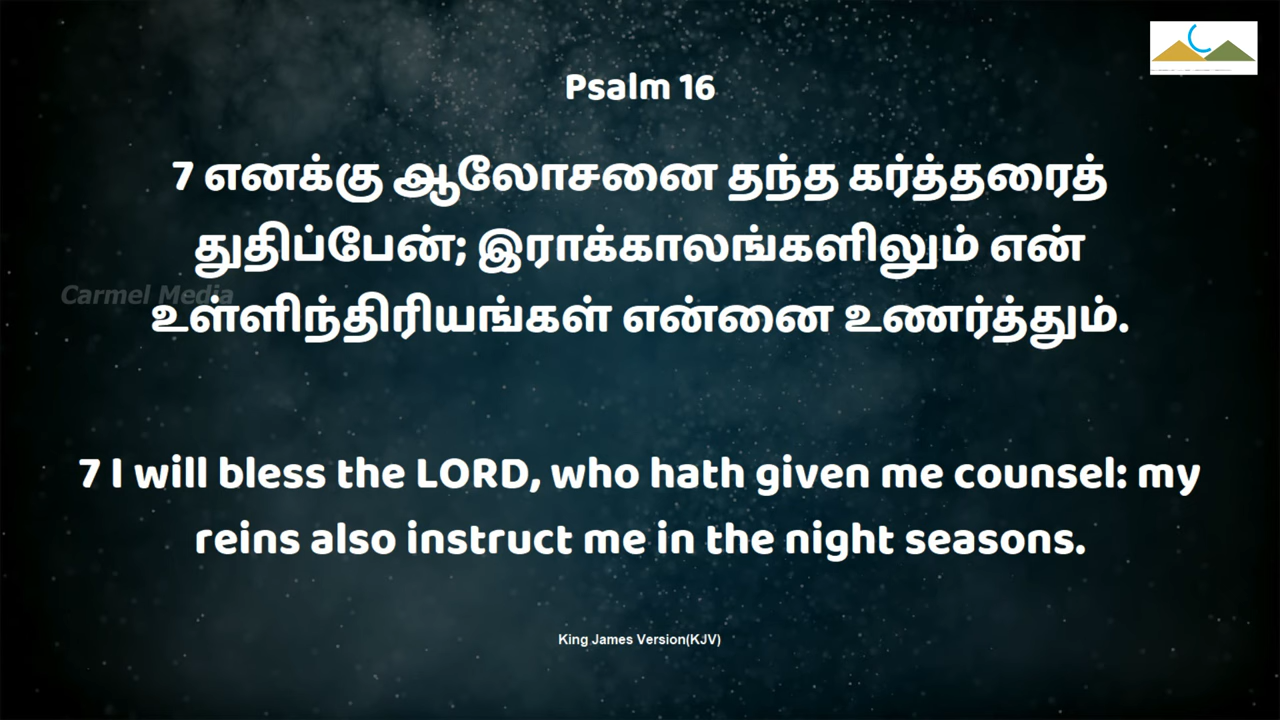 Psalm 16
7 எனக்கு ஆலோசனை தந்த கர்த்தரைத்
துதிப்பேன்; இராக்காலங்களிலும் என்
Carmel Media
உள்ளிந்திரியங்கள் என்னை உணர்த்தும்.
7 I will bless the LORD, who hath given me counsel: my
reins also instruct me in the night seasons.
King James Version(KJV)